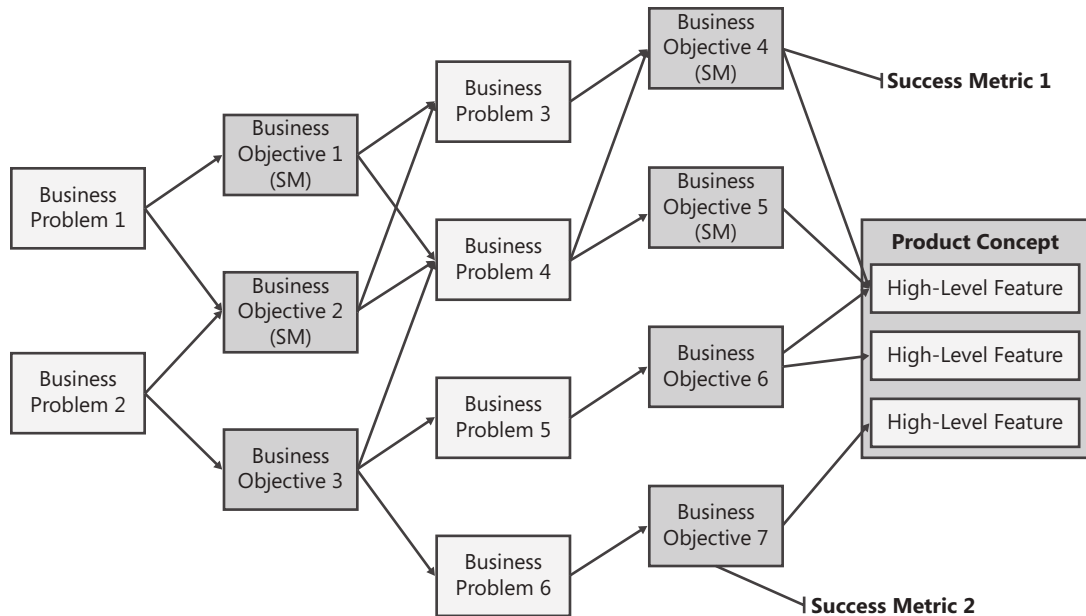 Business
Problem 1
Business
Problem 2
Business
Objective 1
(SM)
Business
Objective 2
(SM)
Business
Objective 3
Business
Problem 3
Business
Problem 4
Business
Problem 5
Business
Problem 6
Business
Objective 4
(SM)
Business
Objective 5
(SM)
Business
Objective 6
Business
Objective 7
Success Metric 1
Product Concept
High-Level Feature
High-Level Feature
High-Level Feature
Success Metric 2